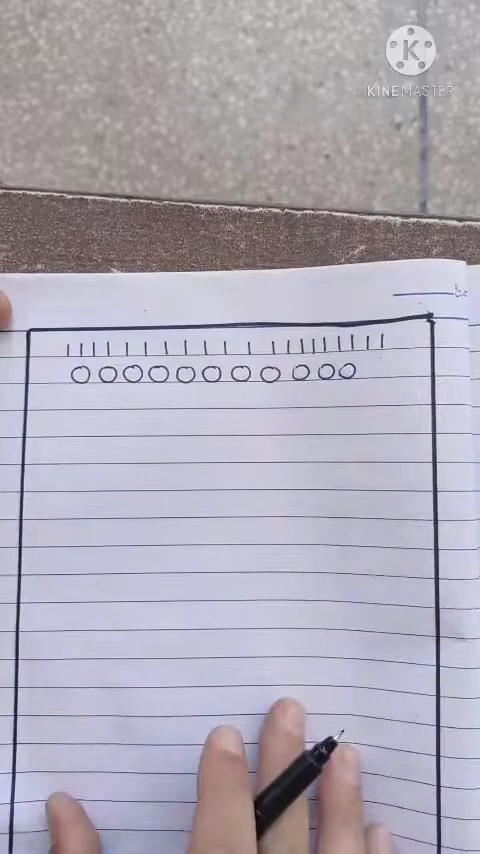 K
KINEMASTER
| | | | | | | | | | | | | | | | | | | |
O O O O O O O O O O O